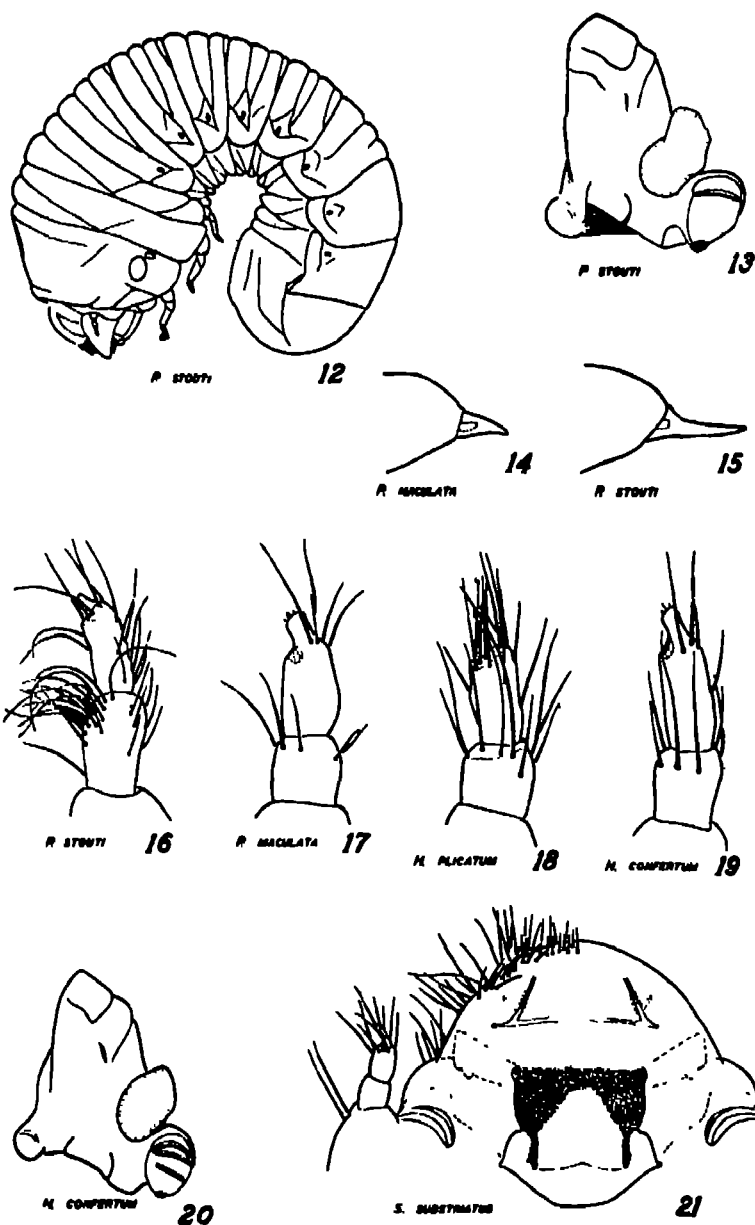 P. STOUTI 12
P. STOUTI 13
P. MACULATA 14
P. STOUTI 15
P. STOUTI 16
P. MACULATA 17
H. PLICATUM 18
H. CONFERTUM 19
H. CONFERTUM 20
S. SUBSTRIATUS 21